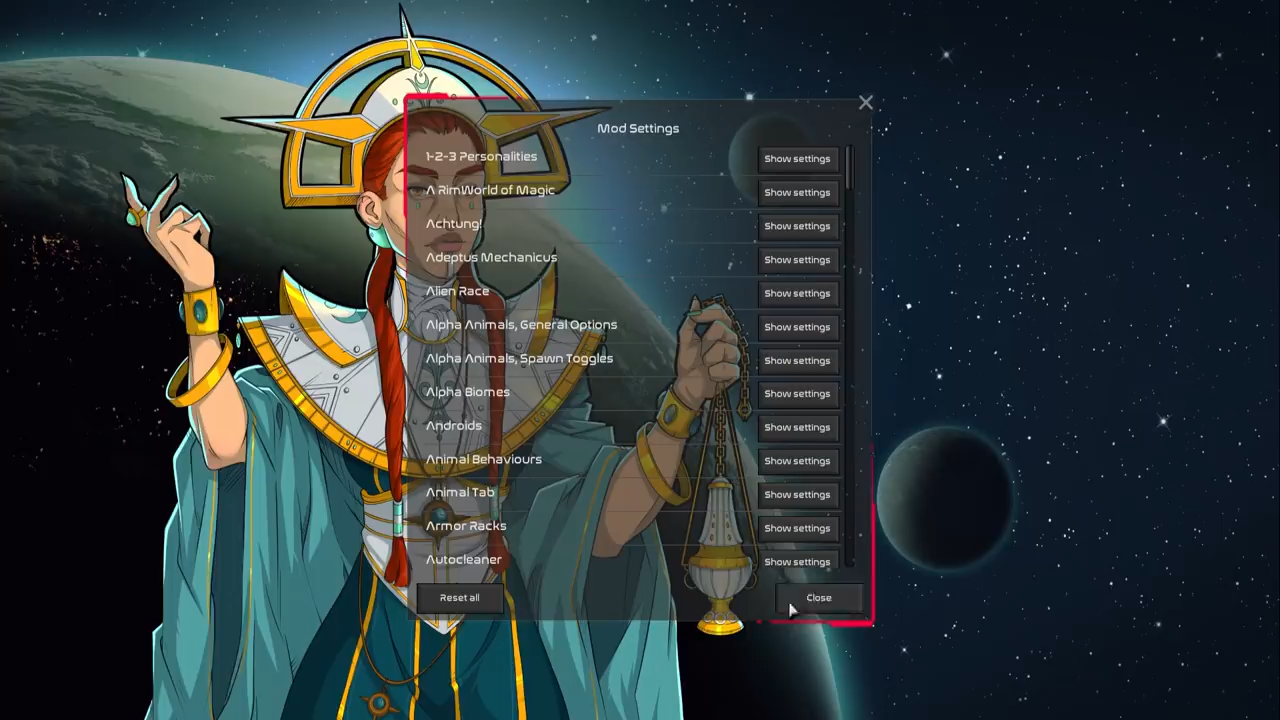 Mod Settings
1-2-3 Personalities Show settings
A RimWorld of Magic Show settings
Achtung! Show settings
Adeptus Mechanicus Show settings
Alien Race Show settings
Alpha Animals, General Options Show settings
Alpha Animals, Spawn Toggles Show settings
Alpha Biomes Show settings
Androids Show settings
Animal Behaviours Show settings
Animal Tab Show settings
Armor Racks Show settings
Autocleaner Show settings
Reset all Close